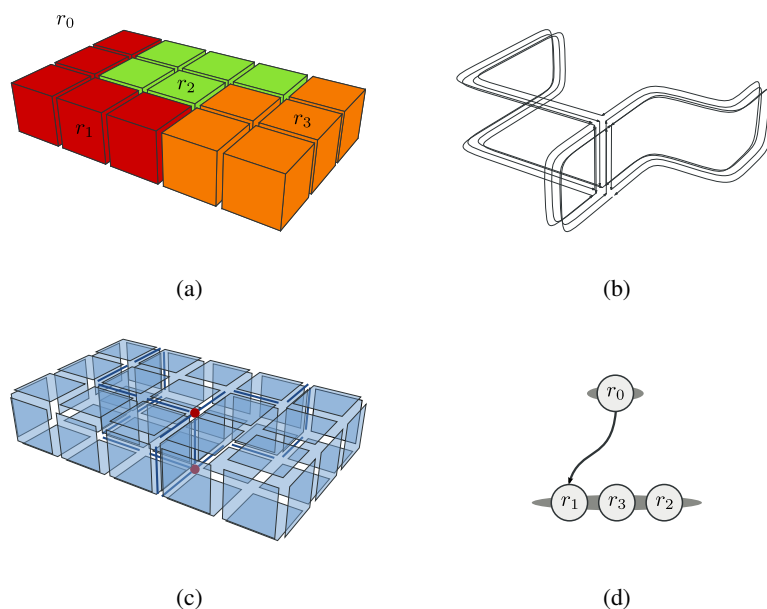 r₀
r₂
r₁
r₃
(a)
(b)
r₀
r₁ r₃ r₂
(c)
(d)